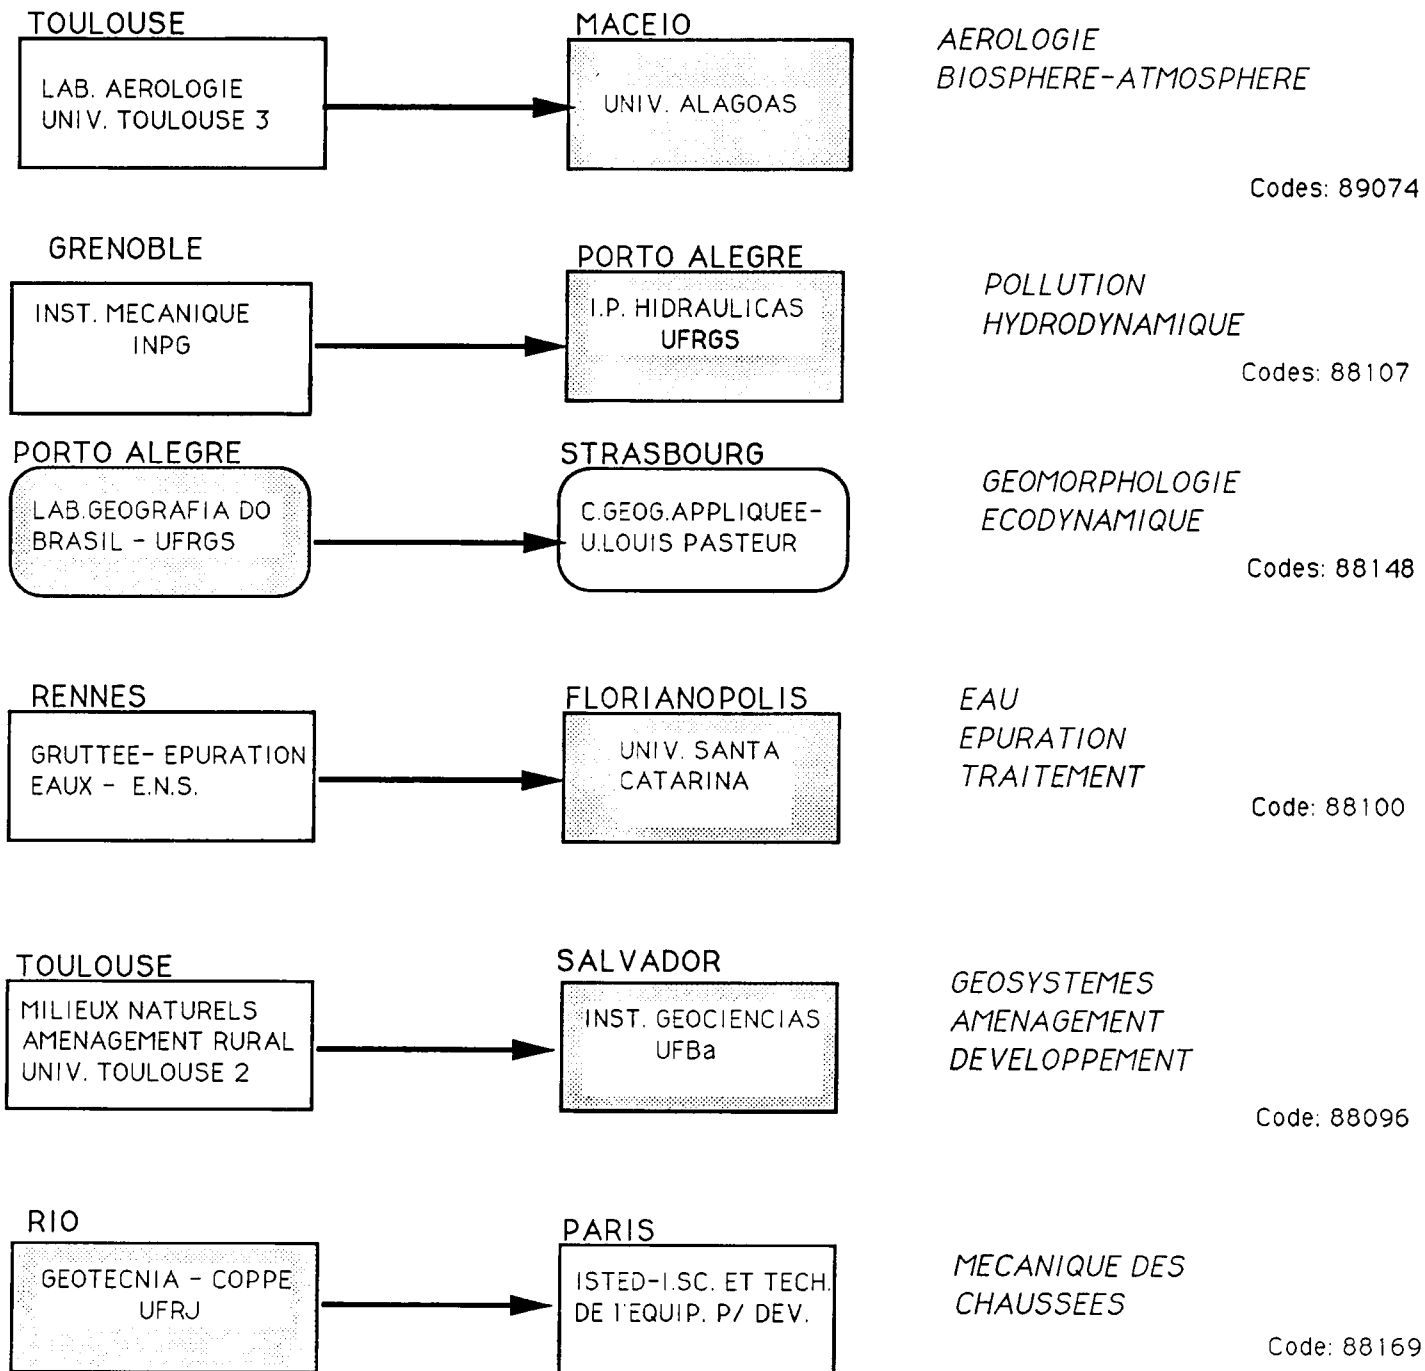 TOULOUSE
LAB. AEROLOGIE
UNIV. TOULOUSE 3
MACEIO
UNIV. ALAGOAS
AEROLOGIE
BIOSPHERE-ATMOSPHERE
Codes: 89074
GRENOBLE
INST. MECANIQUE
INPG
PORTO ALEGRE
I.P. HIDRAULICAS
UFRGS
POLLUTION
HYDRODYNAMIQUE
Codes: 88107
PORTO ALEGRE
LAB.GEOGRAFIA DO
BRASIL - UFRGS
STRASBOURG
C.GEOG.APPLIQUEE-
U.LOUIS PASTEUR
GEOMORPHOLOGIE
ECODYNAMIQUE
Codes: 88148
RENNES
GRUTTEE- EPURATION
EAUX - E.N.S.
FLORIANOPOLIS
UNIV. SANTA
CATARINA
EAU
EPURATION
TRAITEMENT
Code: 88100
TOULOUSE
MILIEUX NATURELS
AMENAGEMENT RURAL
UNIV. TOULOUSE 2
SALVADOR
INST. GEOCIENCIAS
UFBa
GEOSYSTEMES
AMENAGEMENT
DEVELOPPEMENT
Code: 88096
RIO
GEOTECNIA - COPPE
UFRJ
PARIS
ISTED-I.SC. ET TECH.
DE l'EQUIP. P/ DEV.
MECANIQUE DES
CHAUSSEES
Code: 88169